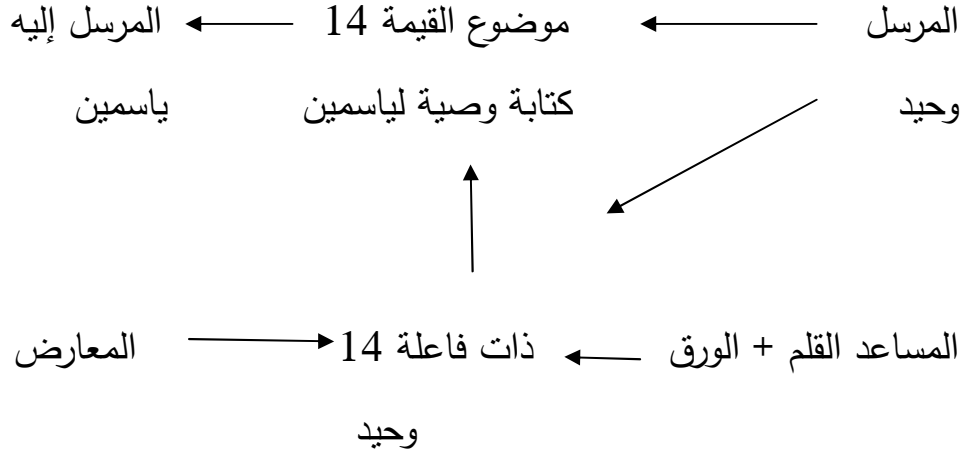 المرسل موضوع القيمة 14 المرسل إليه
وحيد كتابة وصية لياسمين ياسمين
المساعد القلم + الورق ذات فاعلة 14 المعارض
وحيد